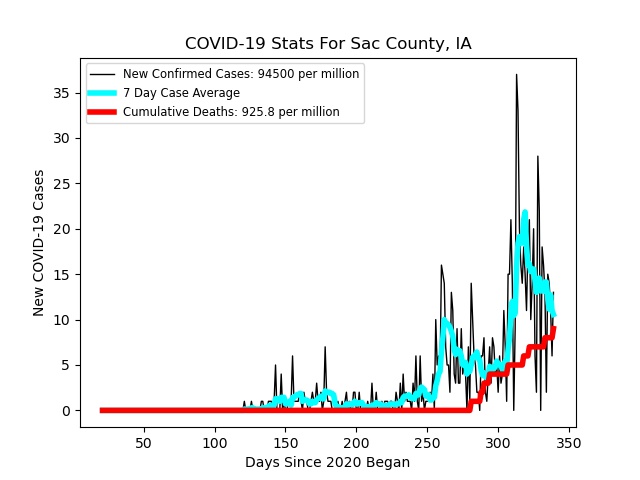 COVID-19 Stats For Sac County, IA
New Confirmed Cases: 94500 per million
7 Day Case Average
Cumulative Deaths: 925.8 per million
New COVID-19 Cases
35
30
25
20
15
10
5
0
50 100 150 200 250 300 350
Days Since 2020 Began